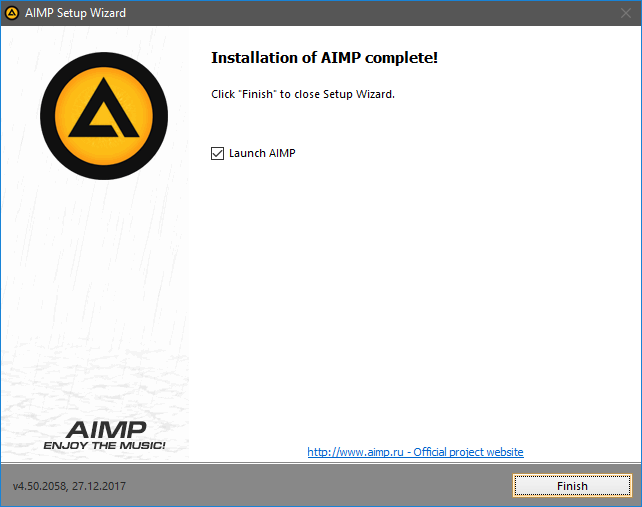 AIMP Setup Wizard
Installation of AIMP complete!
Click "Finish" to close Setup Wizard.
Launch AIMP
AIMP
ENJOY THE MUSIC!
http://www.aimp.ru - Official project website
v4.50.2058, 27.12.2017
Finish